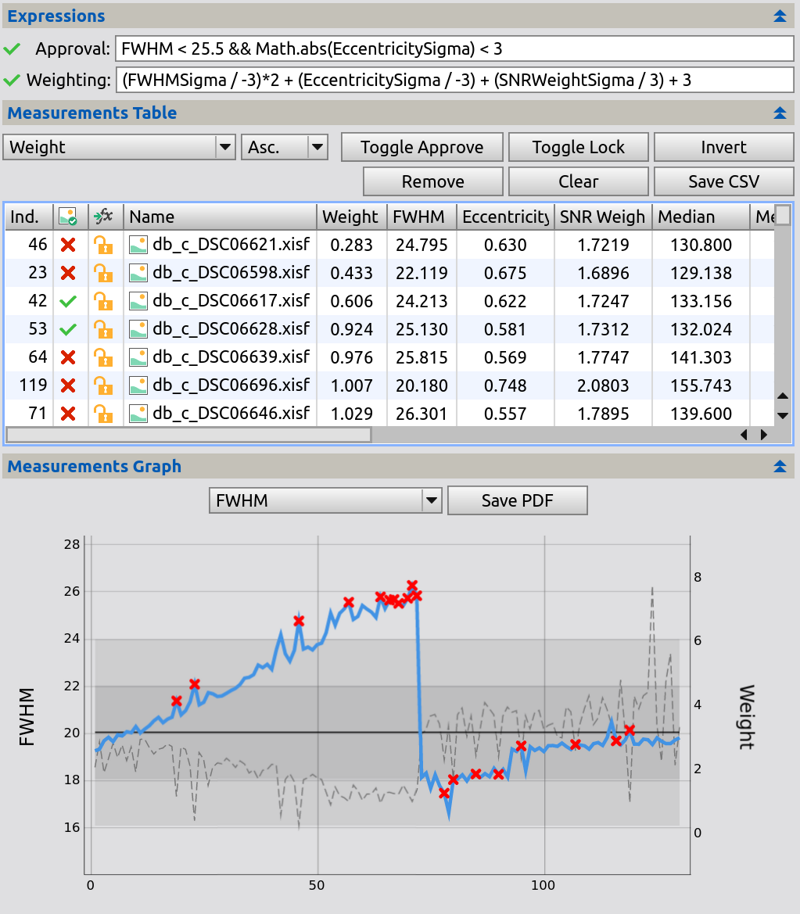 Expressions
Approval: FWHM < 25.5 && Math.abs(EccentricitySigma) < 3
Weighting: (FWHMSigma / -3)*2 + (EccentricitySigma / -3) + (SNRWeightSigma / 3) + 3
Measurements Table
Weight Asc. Toggle Approve Toggle Lock Invert
Remove Clear Save CSV
Ind. fx Name Weight FWHM Eccentricity SNR Weigh Median Me
46 db_c_DSC06621.xisf 0.283 24.795 0.630 1.7219 130.800
23 db_c_DSC06598.xisf 0.433 22.119 0.675 1.6896 129.138
42 db_c_DSC06617.xisf 0.606 24.213 0.622 1.7247 133.156
53 db_c_DSC06628.xisf 0.924 25.130 0.581 1.7312 132.024
64 db_c_DSC06639.xisf 0.976 25.815 0.569 1.7747 141.303
119 db_c_DSC06696.xisf 1.007 20.180 0.748 2.0803 155.743
71 db_c_DSC06646.xisf 1.029 26.301 0.557 1.7895 139.600
Measurements Graph
FWHM Save PDF
28
26
24
22
20
18
16
FWHM
8
6
4
2
0
Weight
0 50 100